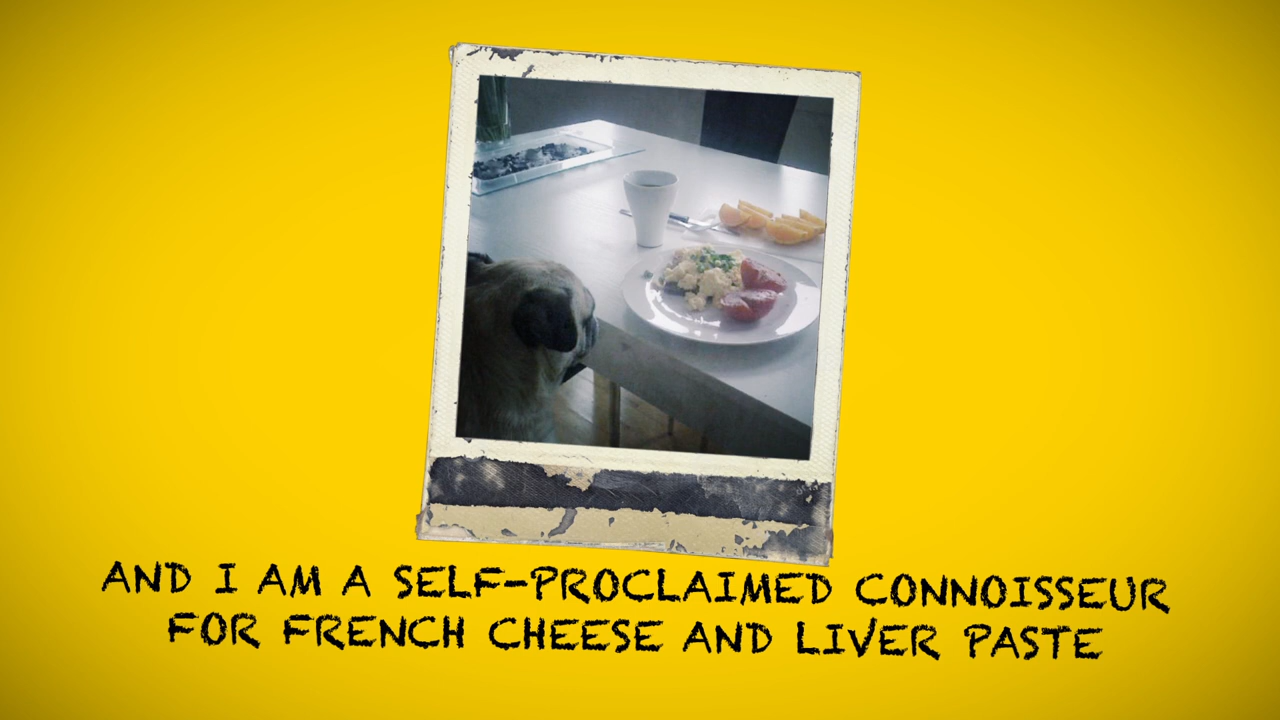 AND I AM A SELF-PROCLAIMED CONNOISSEUR
FOR FRENCH CHEESE AND LIVER PASTE